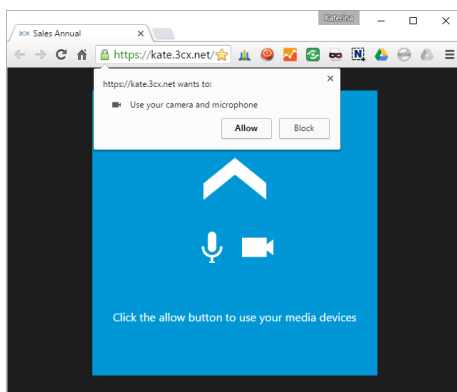 Katerina
3CX Sales Annual
https://kate.3cx.net/
https://kate.3cx.net wants to:
Use your camera and microphone
Allow
Block
Click the allow button to use your media devices